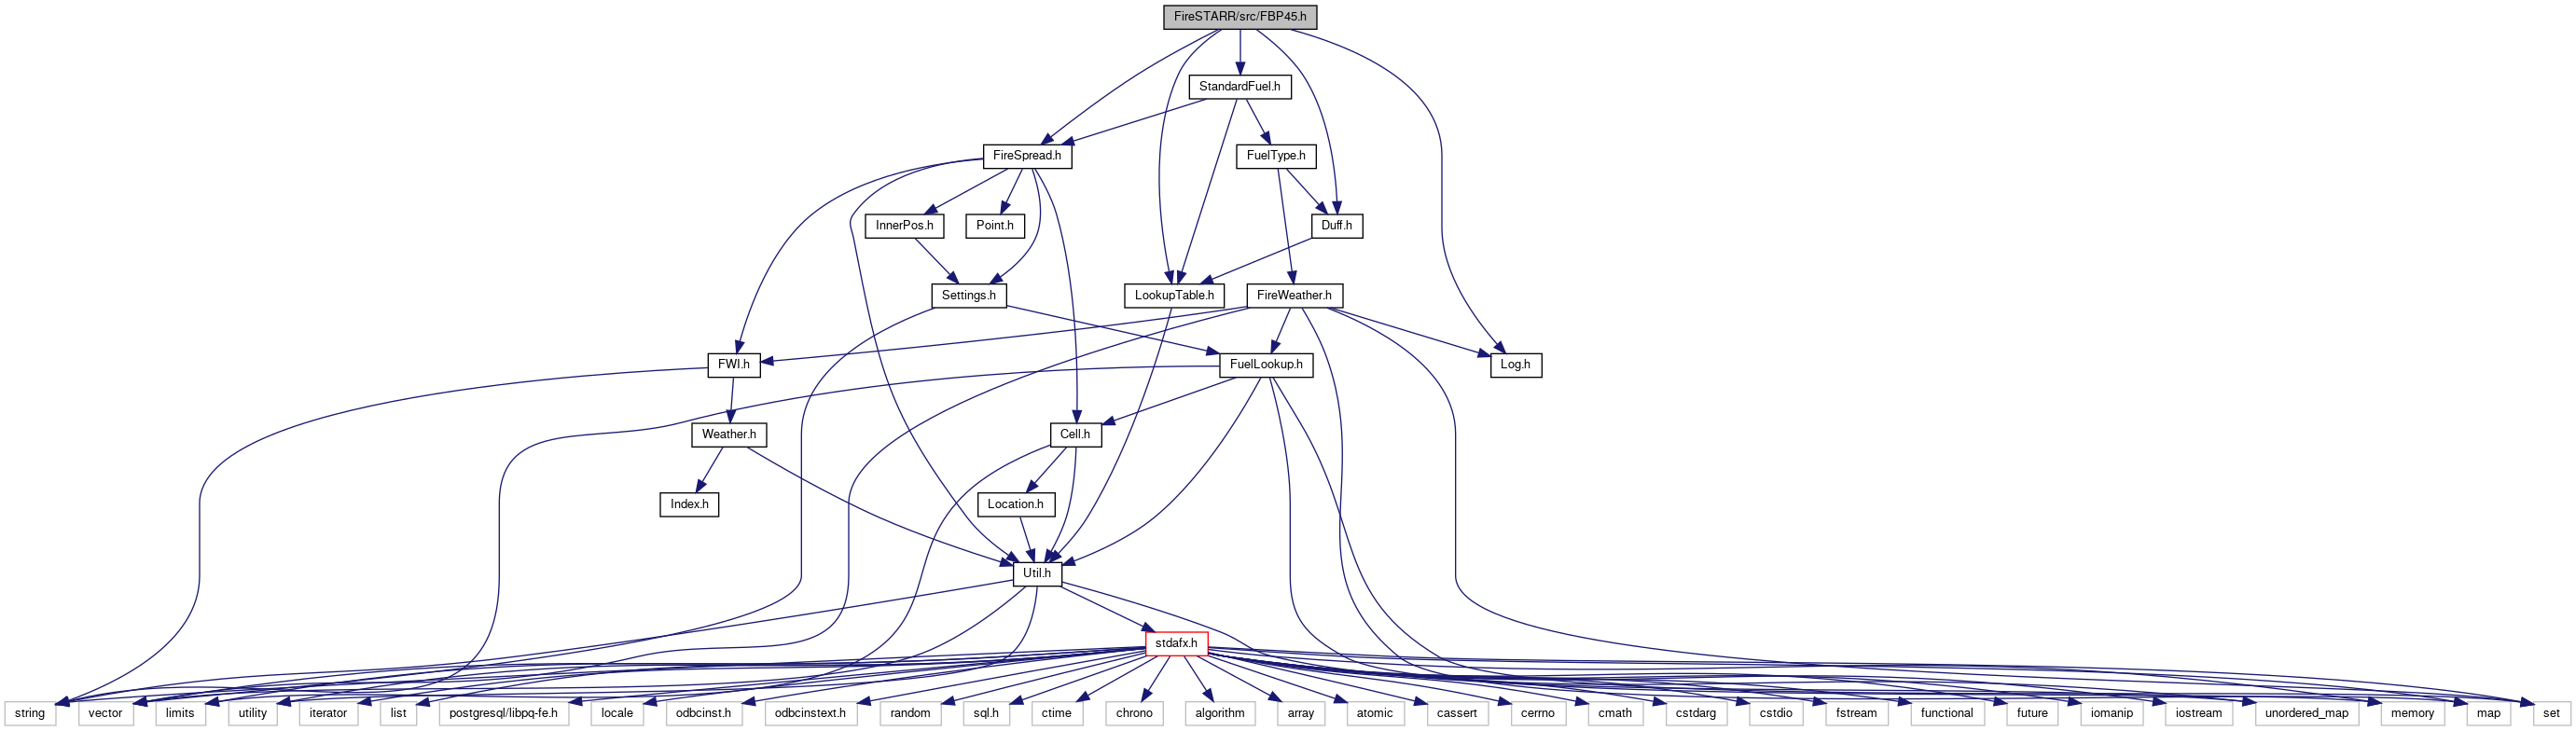 FireSTARR/src/FBP45.h
StandardFuel.h
FireSpread.h
FuelType.h
InnerPos.h
Point.h
Duff.h
Settings.h
LookupTable.h
FireWeather.h
FWI.h
FuelLookup.h
Log.h
Weather.h
Cell.h
Index.h
Location.h
Util.h
stdafx.h
string
vector
limits
utility
iterator
list
postgresql/libpq-fe.h
locale
odbcinst.h
odbcinstext.h
random
sql.h
ctime
chrono
algorithm
array
atomic
cassert
cerrno
cmath
cstdarg
cstdio
fstream
functional
future
iomanip
iostream
unordered_map
memory
map
set